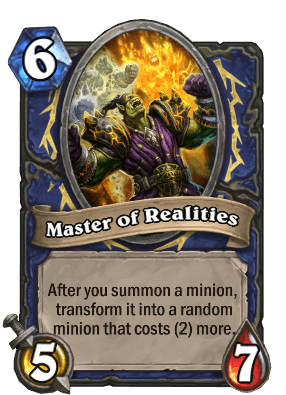 6
Master of Realities
After you summon a minion,
transform it into a random
minion that costs (2) more.
5
7